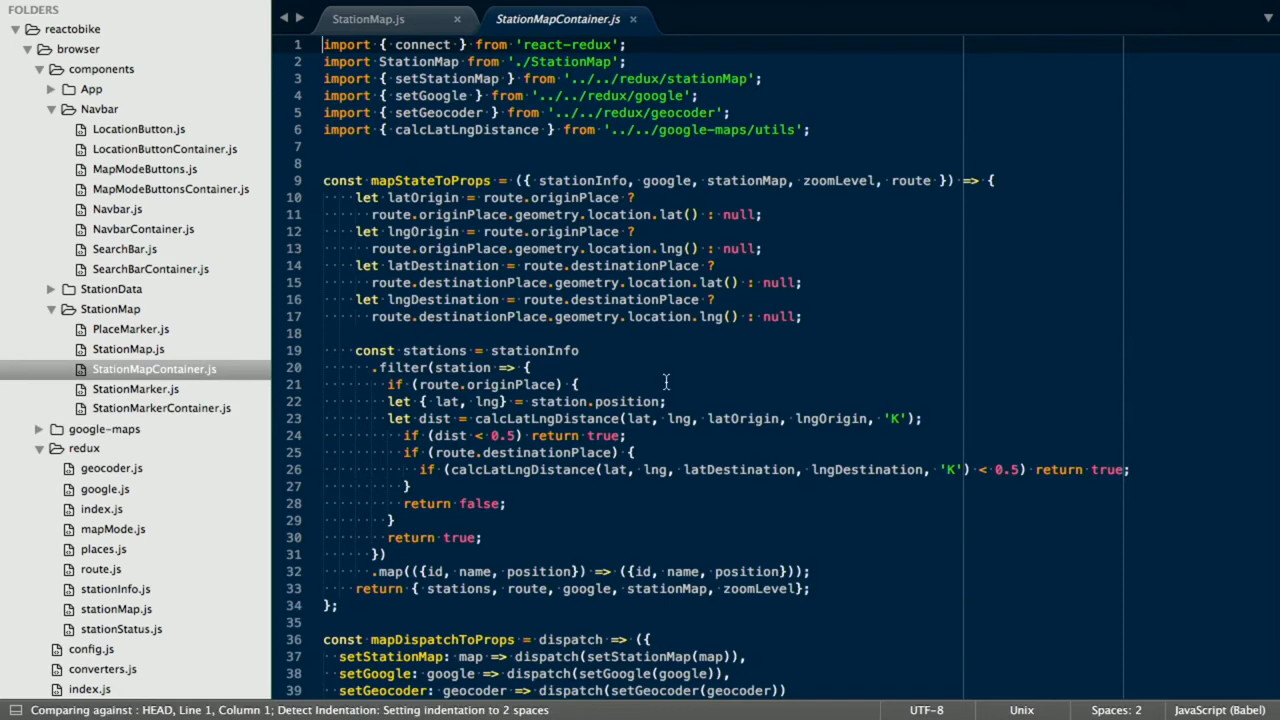 FOLDERS
reactobike
browser
components
App
Navbar
LocationButton.js
LocationButtonContainer.js
MapModeButtons.js
MapModeButtonsContainer.js
Navbar.js
NavbarContainer.js
SearchBar.js
SearchBarContainer.js
StationData
StationMap
PlaceMarker.js
StationMap.js
StationMapContainer.js
StationMarker.js
StationMarkerContainer.js
google-maps
redux
geocoder.js
google.js
index.js
mapMode.js
places.js
route.js
stationInfo.js
stationMap.js
stationStatus.js
config.js
converters.js
index.js
StationMap.js × StationMapContainer.js ×
1 import { connect } from 'react-redux';
2 import StationMap from './StationMap';
3 import { setStationMap } from '../../redux/stationMap';
4 import { setGoogle } from '../../redux/google';
5 import { setGeocoder } from '../../redux/geocoder';
6 import { calcLatLngDistance } from '../../google-maps/utils';
7
8
9 const mapStateToProps = ({ stationInfo, google, stationMap, zoomLevel, route }) => {
10 let latOrigin = route.originPlace ?
11 route.originPlace.geometry.location.lat() : null;
12 let lngOrigin = route.originPlace ?
13 route.originPlace.geometry.location.lng() : null;
14 let latDestination = route.destinationPlace ?
15 route.destinationPlace.geometry.location.lat() : null;
16 let lngDestination = route.destinationPlace ?
17 route.destinationPlace.geometry.location.lng() : null;
18
19 const stations = stationInfo
20 .filter(station => {
21 if (route.originPlace) {
22 let { lat, lng} = station.position;
23 let dist = calcLatLngDistance(lat, lng, latOrigin, lngOrigin, 'K');
24 if (dist < 0.5) return true;
25 if (route.destinationPlace) {
26 if (calcLatLngDistance(lat, lng, latDestination, lngDestination, 'K') < 0.5) return true;
27 }
28 return false;
29 }
30 return true;
31 })
32 .map(({id, name, position}) => ({id, name, position}));
33 return { stations, route, google, stationMap, zoomLevel};
34 };
35
36 const mapDispatchToProps = dispatch => ({
37 setStationMap: map => dispatch(setStationMap(map)),
38 setGoogle: google => dispatch(setGoogle(google)),
39 setGeocoder: geocoder => dispatch(setGeocoder(geocoder))
Comparing against : HEAD, Line 1, Column 1; Detect Indentation: Setting indentation to 2 spaces UTF-8 Unix Spaces: 2 JavaScript (Babel)